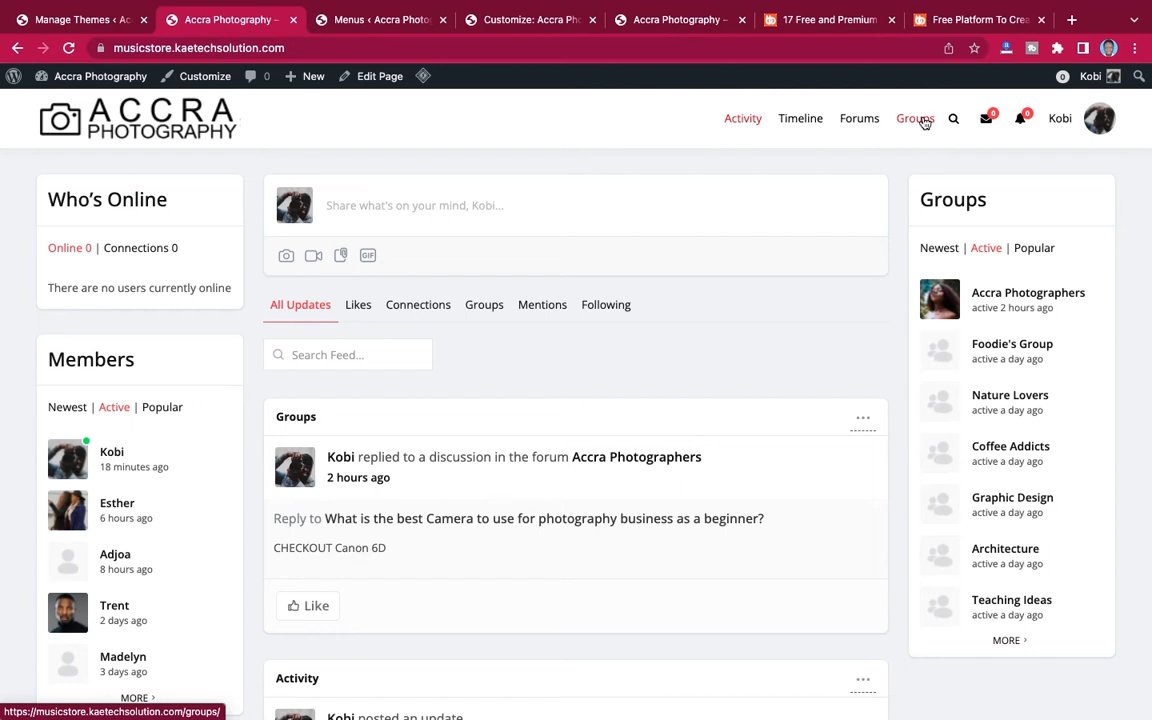 Manage Themes ‹ Ac
Accra Photography –
Menus ‹ Accra Photo
Customize: Accra Pho
Accra Photography –
17 Free and Premium
Free Platform To Crea
musicstore.kaetechsolution.com
Accra Photography
Customize
0
New
Edit Page
0
Kobi
ACCRA
PHOTOGRAPHY
Activity
Timeline
Forums
Groups
0
0
Kobi
Who's Online
Online 0 | Connections 0
There are no users currently online
Members
Newest | Active | Popular
Kobi
18 minutes ago
Esther
6 hours ago
Adjoa
8 hours ago
Trent
2 days ago
Madelyn
3 days ago
MORE ›
Share what's on your mind, Kobi...
GIF
All Updates
Likes
Connections
Groups
Mentions
Following
Search Feed...
Groups
Kobi replied to a discussion in the forum Accra Photographers
2 hours ago
Reply to What is the best Camera to use for photography business as a beginner?
CHECKOUT Canon 6D
Like
Activity
Kobi posted an update
Groups
Newest | Active | Popular
Accra Photographers
active 2 hours ago
Foodie's Group
active a day ago
Nature Lovers
active a day ago
Coffee Addicts
active a day ago
Graphic Design
active a day ago
Architecture
active a day ago
Teaching Ideas
active a day ago
MORE ›
https://musicstore.kaetechsolution.com/groups/